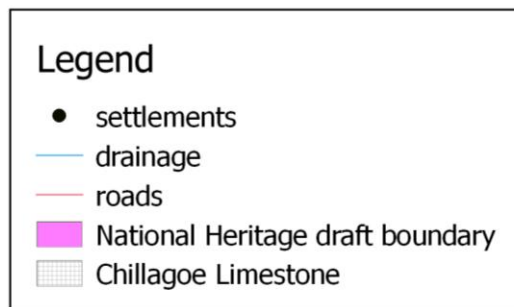 Legend
settlements
drainage
roads
National Heritage draft boundary
Chillagoe Limestone